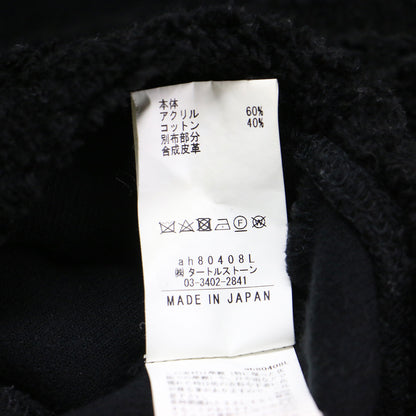 本体
アクリル 60%
コットン 40%
別布部分
合成皮革
ah80408L
㈱ タートルストーン
03-3402-2841
MADE IN JAPAN